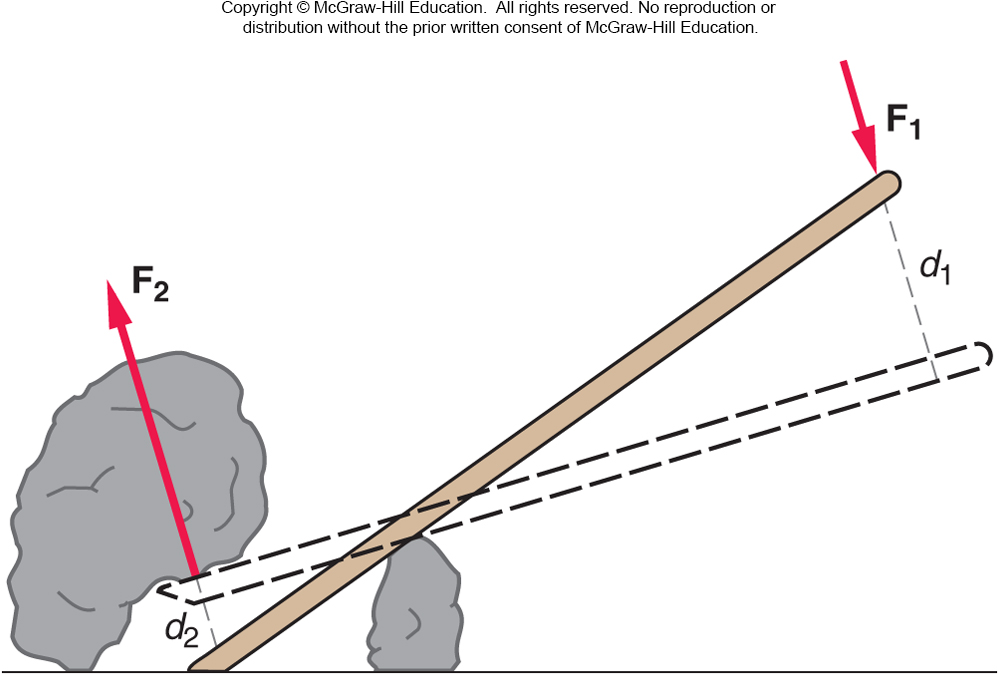 Copyright © McGraw-Hill Education. All rights reserved. No reproduction or
distribution without the prior written consent of McGraw-Hill Education.
F₁
d₁
F₂
d₂